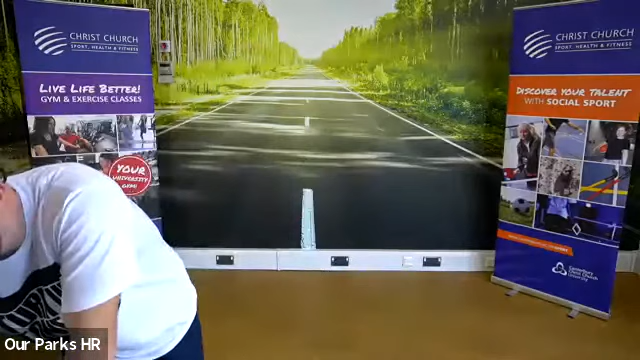 CHRIST CHURCH
SPORT, HEALTH & FITNESS
LIVE LIFE BETTER!
GYM & EXERCISE CLASSES
YOUR
UNIVERSITY
GYM!
CHRIST CHURCH
SPORT, HEALTH & FITNESS
DISCOVER YOUR TALENT
WITH SOCIAL SPORT
Canterbury
Christ Church
University
Our Parks HR